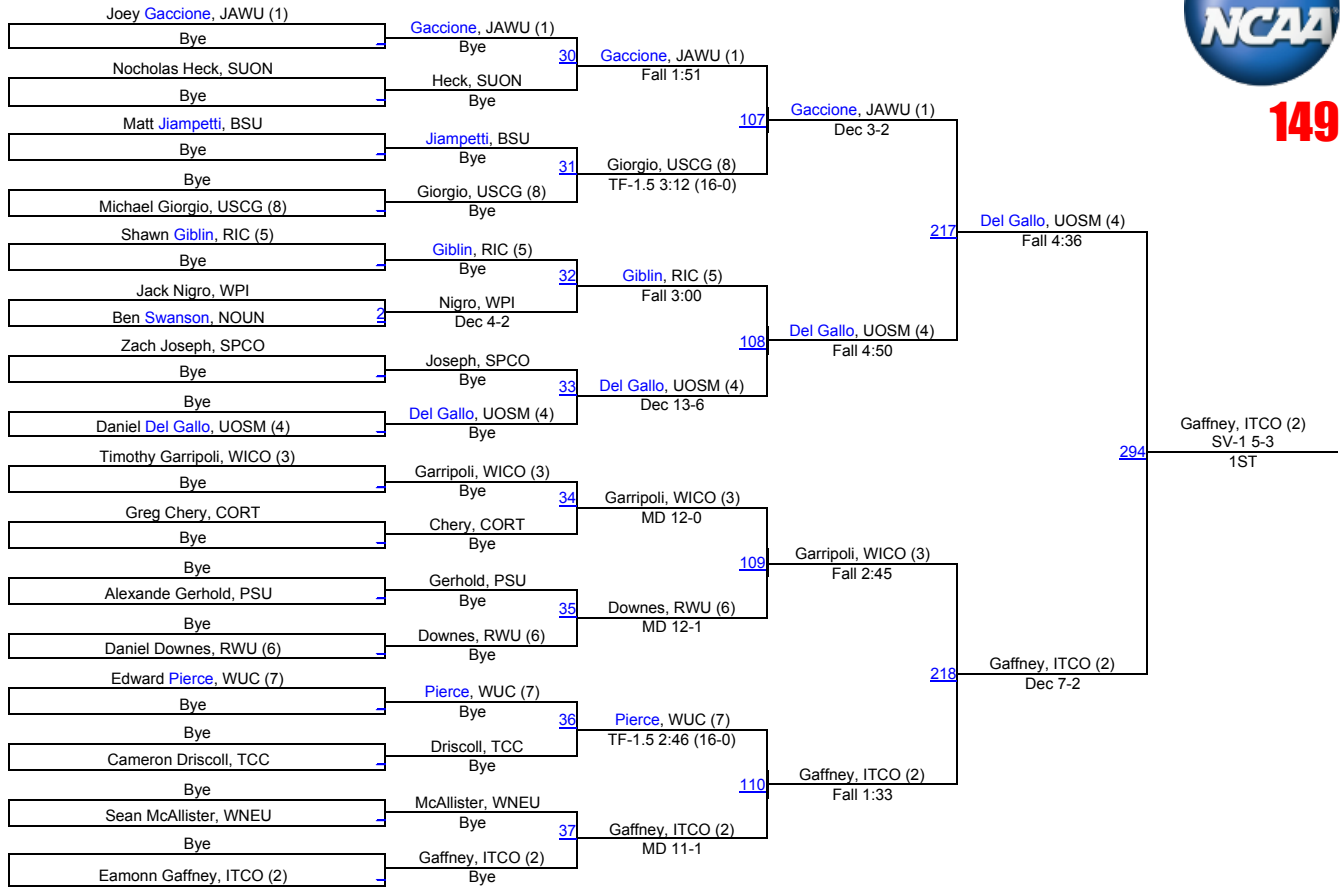 NCAA
149
Joey Gaccione, JAWU (1)
Bye
Nocholas Heck, SUON
Bye
Matt Jiampetti, BSU
Bye
Bye
Michael Giorgio, USCG (8)
Shawn Giblin, RIC (5)
Bye
Jack Nigro, WPI
Ben Swanson, NOUN
2
Zach Joseph, SPCO
Bye
Bye
Daniel Del Gallo, UOSM (4)
Timothy Garripoli, WICO (3)
Bye
Greg Chery, CORT
Bye
Bye
Alexande Gerhold, PSU
Bye
Daniel Downes, RWU (6)
Edward Pierce, WUC (7)
Bye
Bye
Cameron Driscoll, TCC
Bye
Sean McAllister, WNEU
Bye
Eamonn Gaffney, ITCO (2)
Gaccione, JAWU (1)
Bye
30
Heck, SUON
Bye
Jiampetti, BSU
Bye
31
Giorgio, USCG (8)
Bye
Giblin, RIC (5)
Bye
32
Nigro, WPI
Dec 4-2
Joseph, SPCO
Bye
33
Del Gallo, UOSM (4)
Bye
Garripoli, WICO (3)
Bye
34
Chery, CORT
Bye
Gerhold, PSU
Bye
35
Downes, RWU (6)
Bye
Pierce, WUC (7)
Bye
36
Driscoll, TCC
Bye
McAllister, WNEU
Bye
37
Gaffney, ITCO (2)
Bye
Gaccione, JAWU (1)
Fall 1:51
107
Giorgio, USCG (8)
TF-1.5 3:12 (16-0)
Giblin, RIC (5)
Fall 3:00
108
Del Gallo, UOSM (4)
Dec 13-6
Garripoli, WICO (3)
MD 12-0
109
Downes, RWU (6)
MD 12-1
Pierce, WUC (7)
TF-1.5 2:46 (16-0)
110
Gaffney, ITCO (2)
MD 11-1
Gaccione, JAWU (1)
Dec 3-2
217
Del Gallo, UOSM (4)
Fall 4:50
Garripoli, WICO (3)
Fall 2:45
218
Gaffney, ITCO (2)
Fall 1:33
Del Gallo, UOSM (4)
Fall 4:36
294
Gaffney, ITCO (2)
Dec 7-2
Gaffney, ITCO (2)
SV-1 5-3
1ST